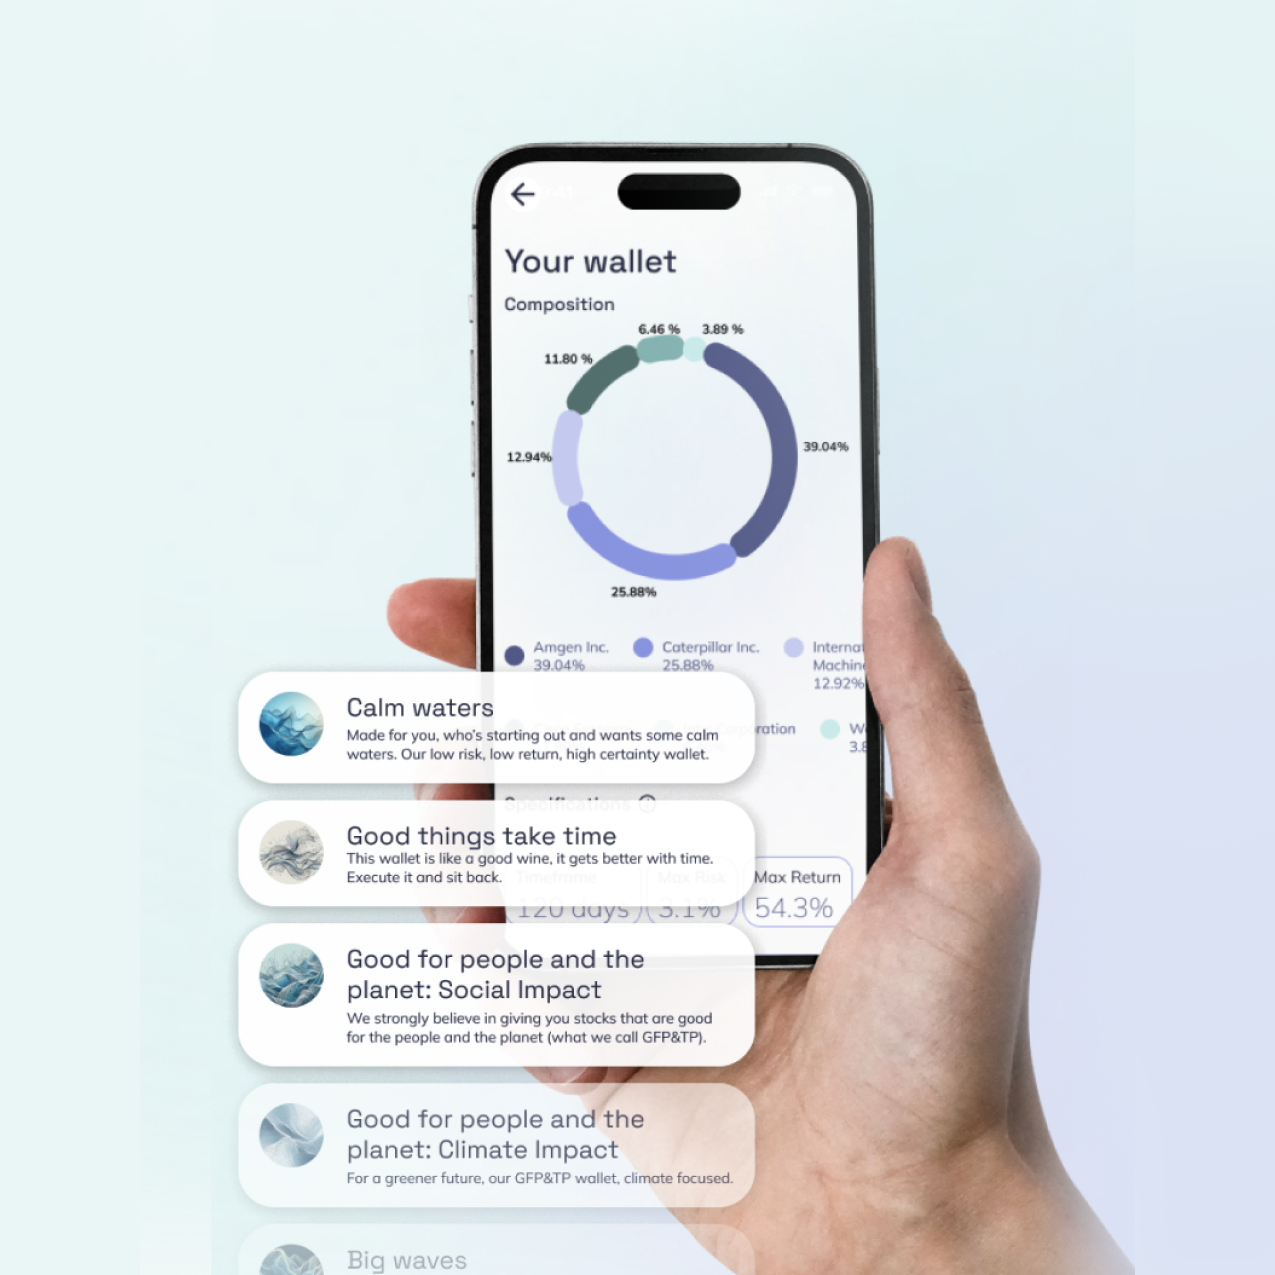 Your wallet
Composition
6.46 %
3.89 %
11.80 %
39.04%
12.94%
25.88%
Amgen Inc.
39.04%
Caterpillar Inc.
25.88%
Machine
12.92%
Calm waters
Made for you, who's starting out and wants some calm
waters. Our low risk, low return, high certainty wallet.
Specifications
Good things take time
This wallet is like a good wine, it gets better with time.
Execute it and sit back.
Timeframe
120 days
Max Risk
3.1%
Max Return
54.3%
Good for people and the
planet: Social Impact
We strongly believe in giving you stocks that are good
for the people and the planet (what we call GFP&TP).
Good for people and the
planet: Climate Impact
For a greener future, our GFP&TP wallet, climate focused.
Big waves